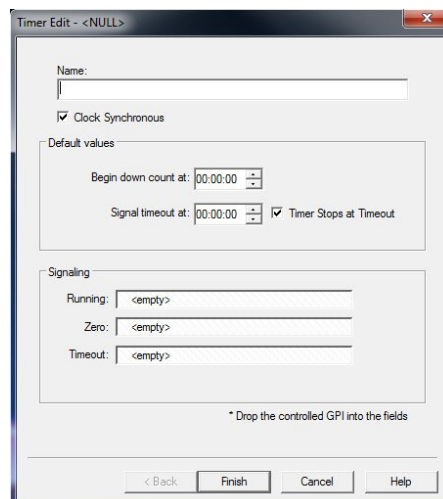 Timer Edit - <NULL>
Name:
Clock Synchronous
Default values
Begin down count at: 00:00:00
Signal timeout at: 00:00:00 Timer Stops at Timeout
Signaling
Running: <empty>
Zero: <empty>
Timeout: <empty>
* Drop the controlled GPI into the fields
< Back Finish Cancel Help